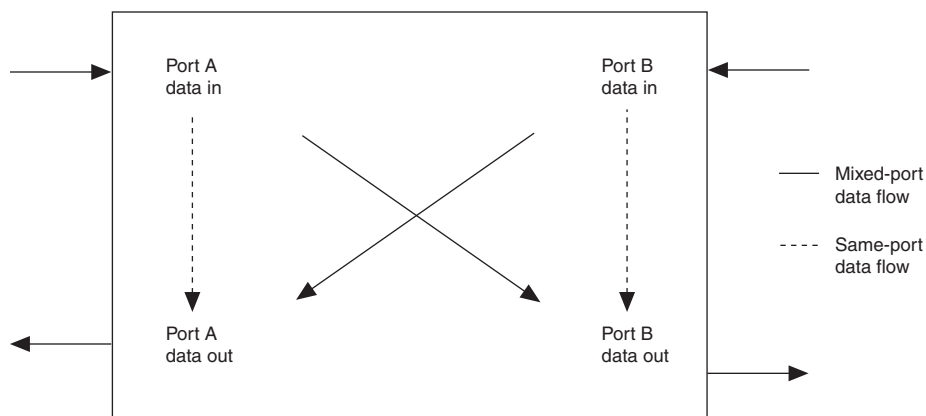 Port A
data in
Port B
data in
Mixed-port
data flow
Same-port
data flow
Port A
data out
Port B
data out